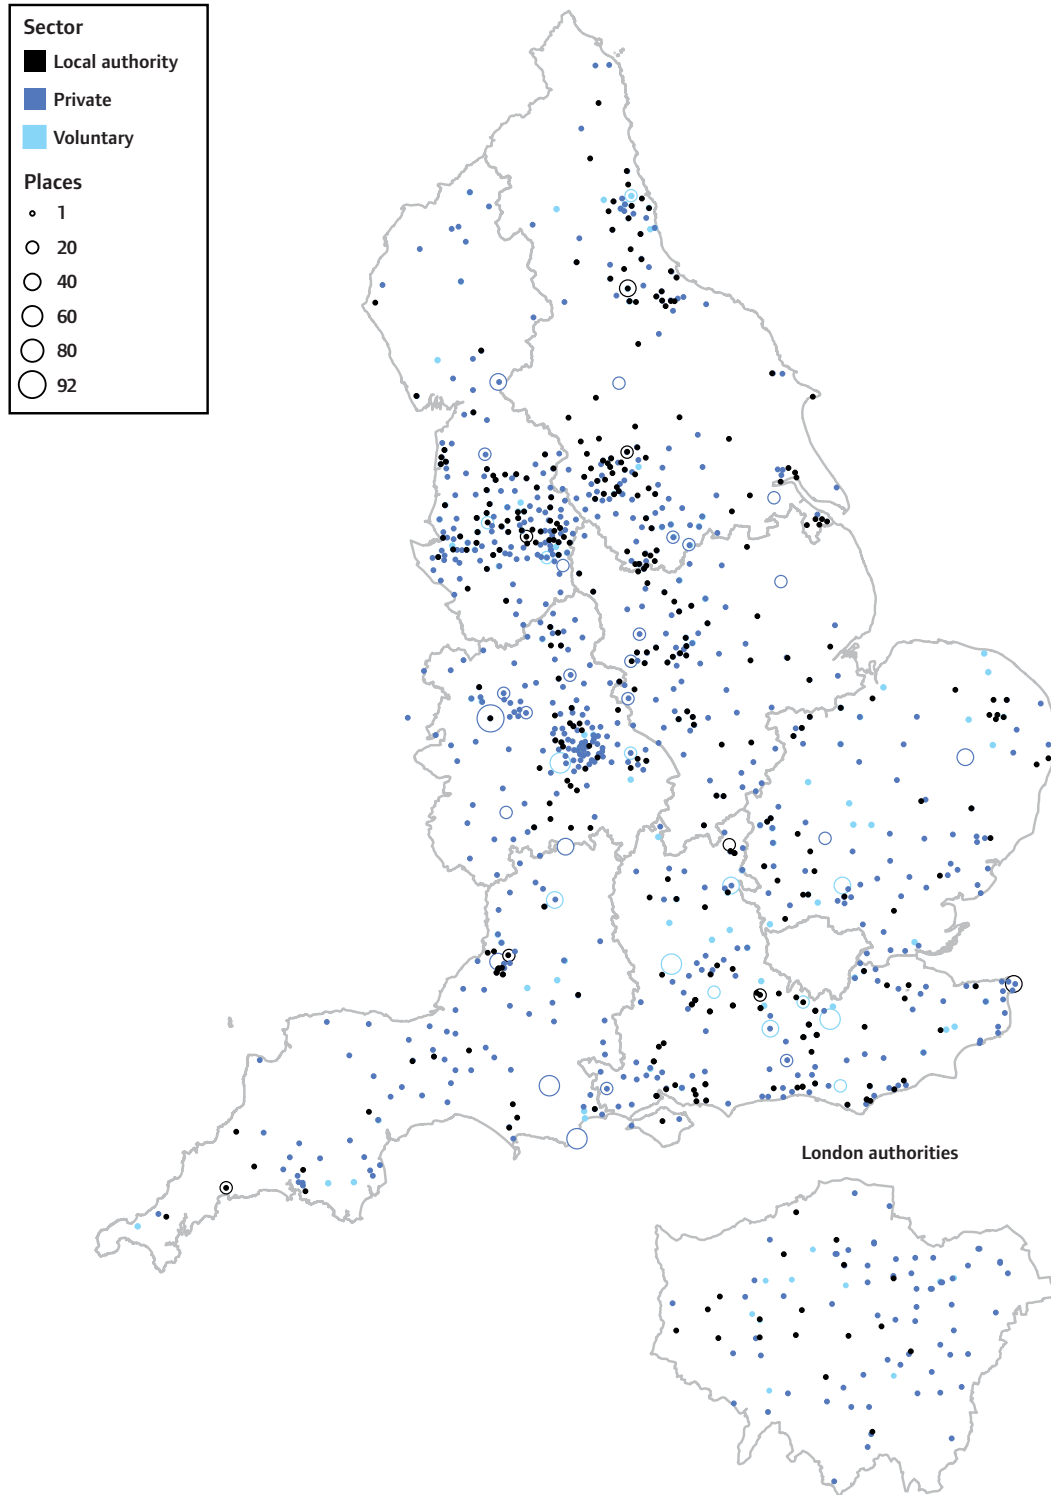 Sector
Local authority
Private
Voluntary
Places
1
20
40
60
80
92
London authorities